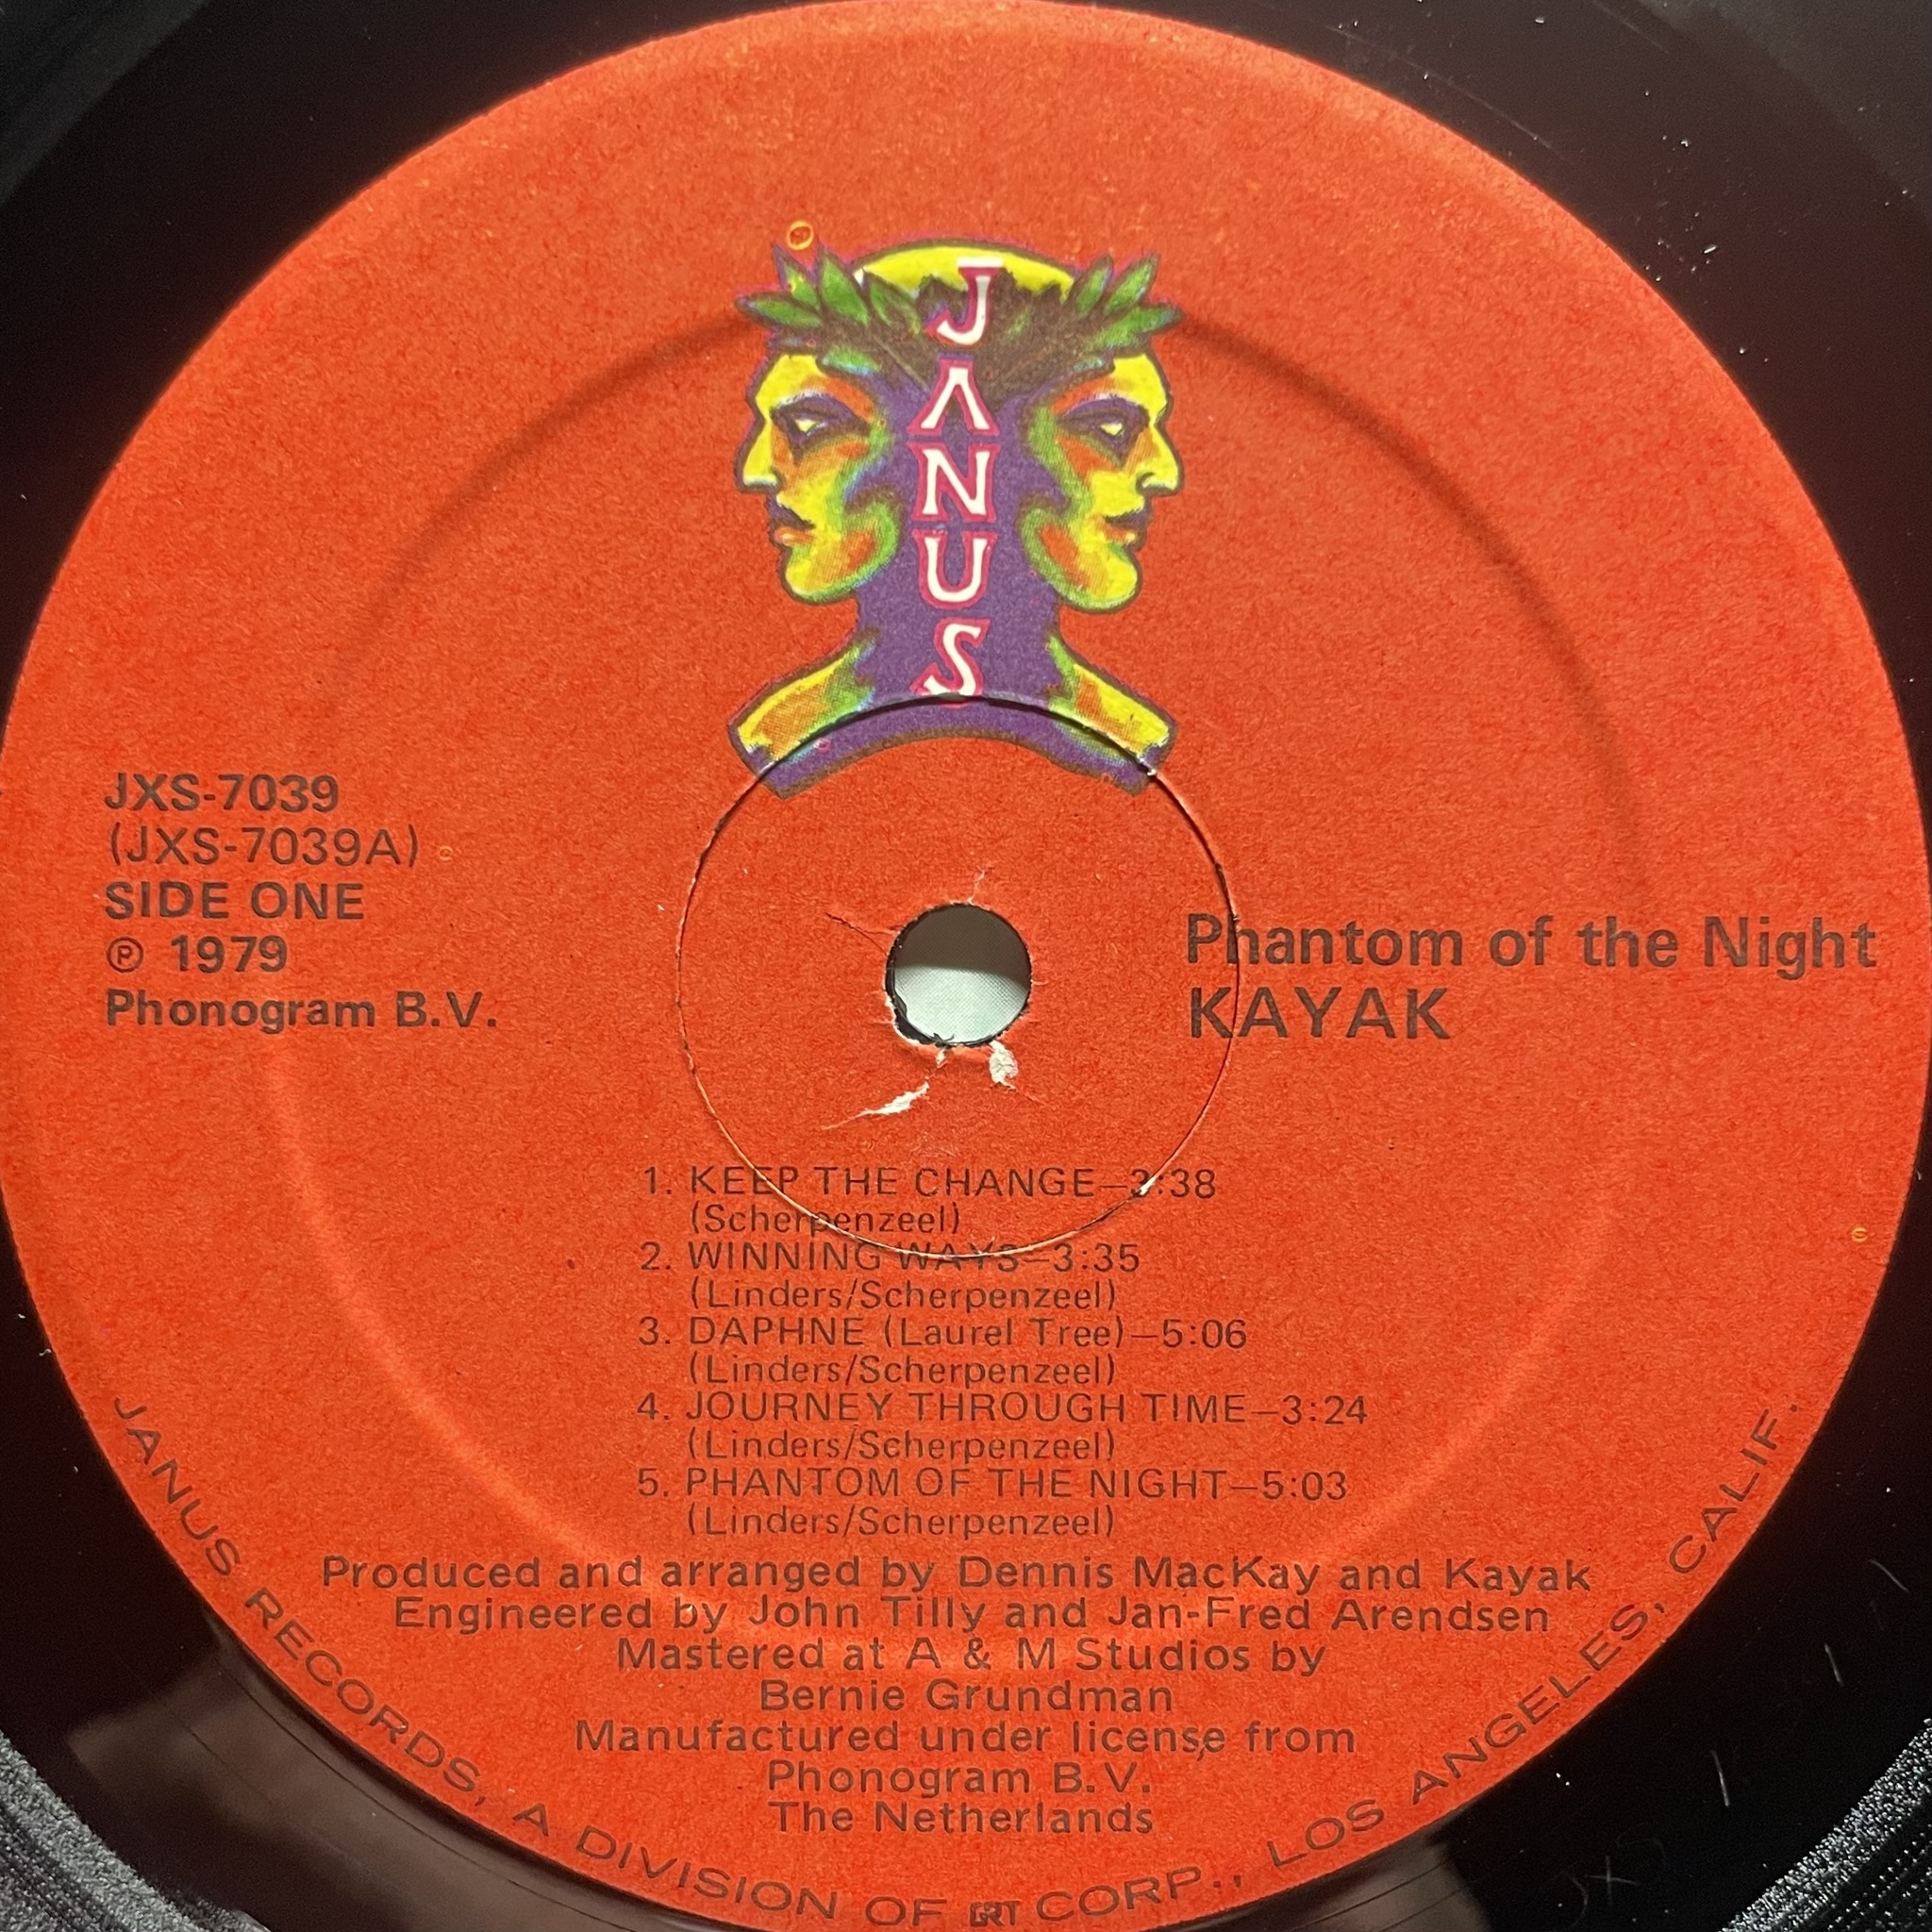 JANUS
JXS-7039
(JXS-7039A)
SIDE ONE
℗ 1979
Phonogram B.V.
Phantom of the Night
KAYAK
1. KEEP THE CHANGE—3:38
(Scherpenzeel)
2. WINNING WAYS—3:35
(Linders/Scherpenzeel)
3. DAPHNE (Laurel Tree)—5:06
(Linders/Scherpenzeel)
4. JOURNEY THROUGH TIME—3:24
(Linders/Scherpenzeel)
5. PHANTOM OF THE NIGHT—5:03
(Linders/Scherpenzeel)
Produced and arranged by Dennis MacKay and Kayak
Engineered by John Tilly and Jan-Fred Arendsen
Mastered at A & M Studios by
Bernie Grundman
Manufactured under license from
Phonogram B.V.
The Netherlands
JANUS RECORDS, A DIVISION OF GRT CORP., LOS ANGELES, CALIF.